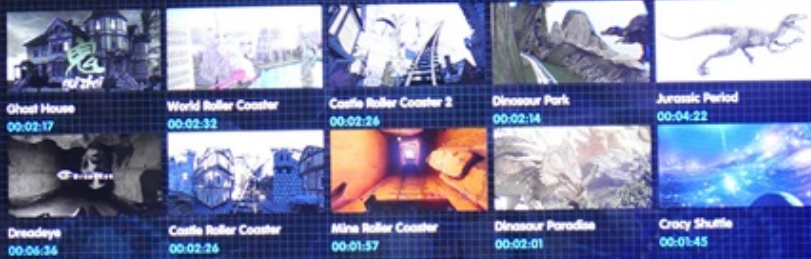 鬼
guizhai
Ghost House
00:02:17
World Roller Coaster
00:02:32
Castle Roller Coaster 2
00:02:26
Dinosaur Park
00:02:14
Jurassic Period
00:04:22
Dreadeye
00:06:36
Castle Roller Coaster
00:02:26
Mine Roller Coaster
00:01:57
Dinosaur Paradise
00:02:01
Cracy Shuttle
00:01:45